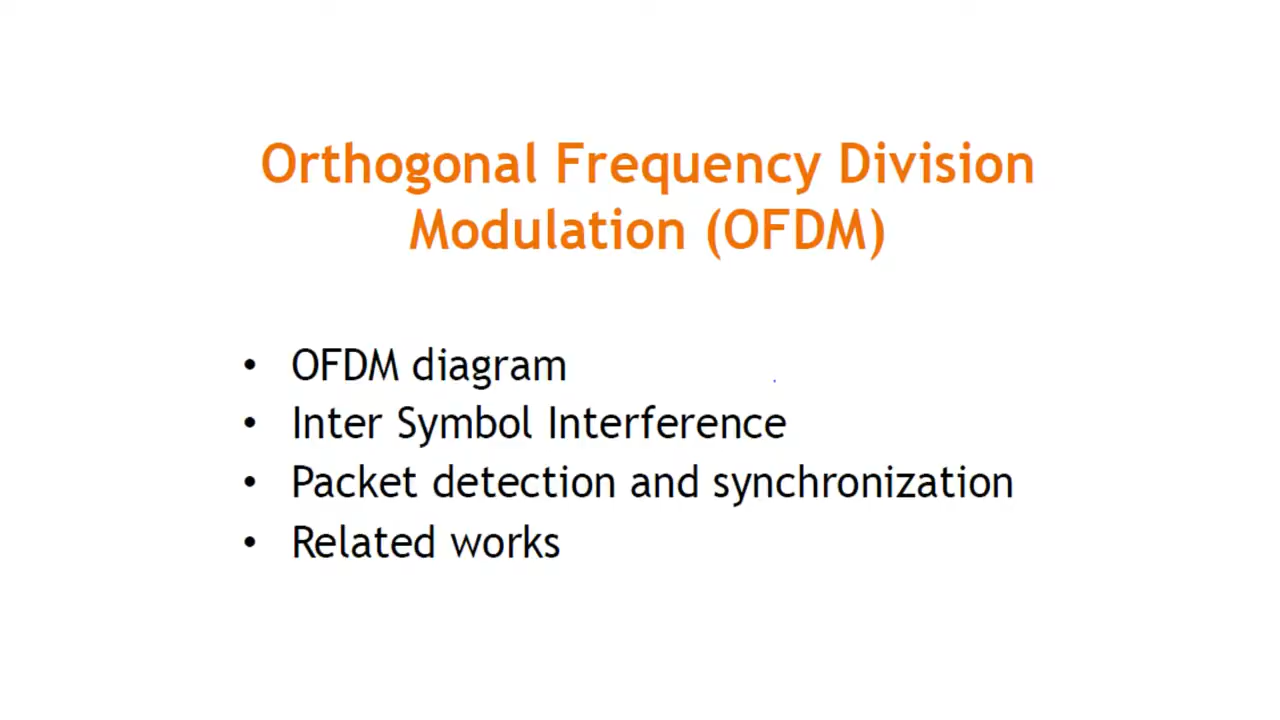 Orthogonal Frequency Division
Modulation (OFDM)
• OFDM diagram
• Inter Symbol Interference
• Packet detection and synchronization
• Related works